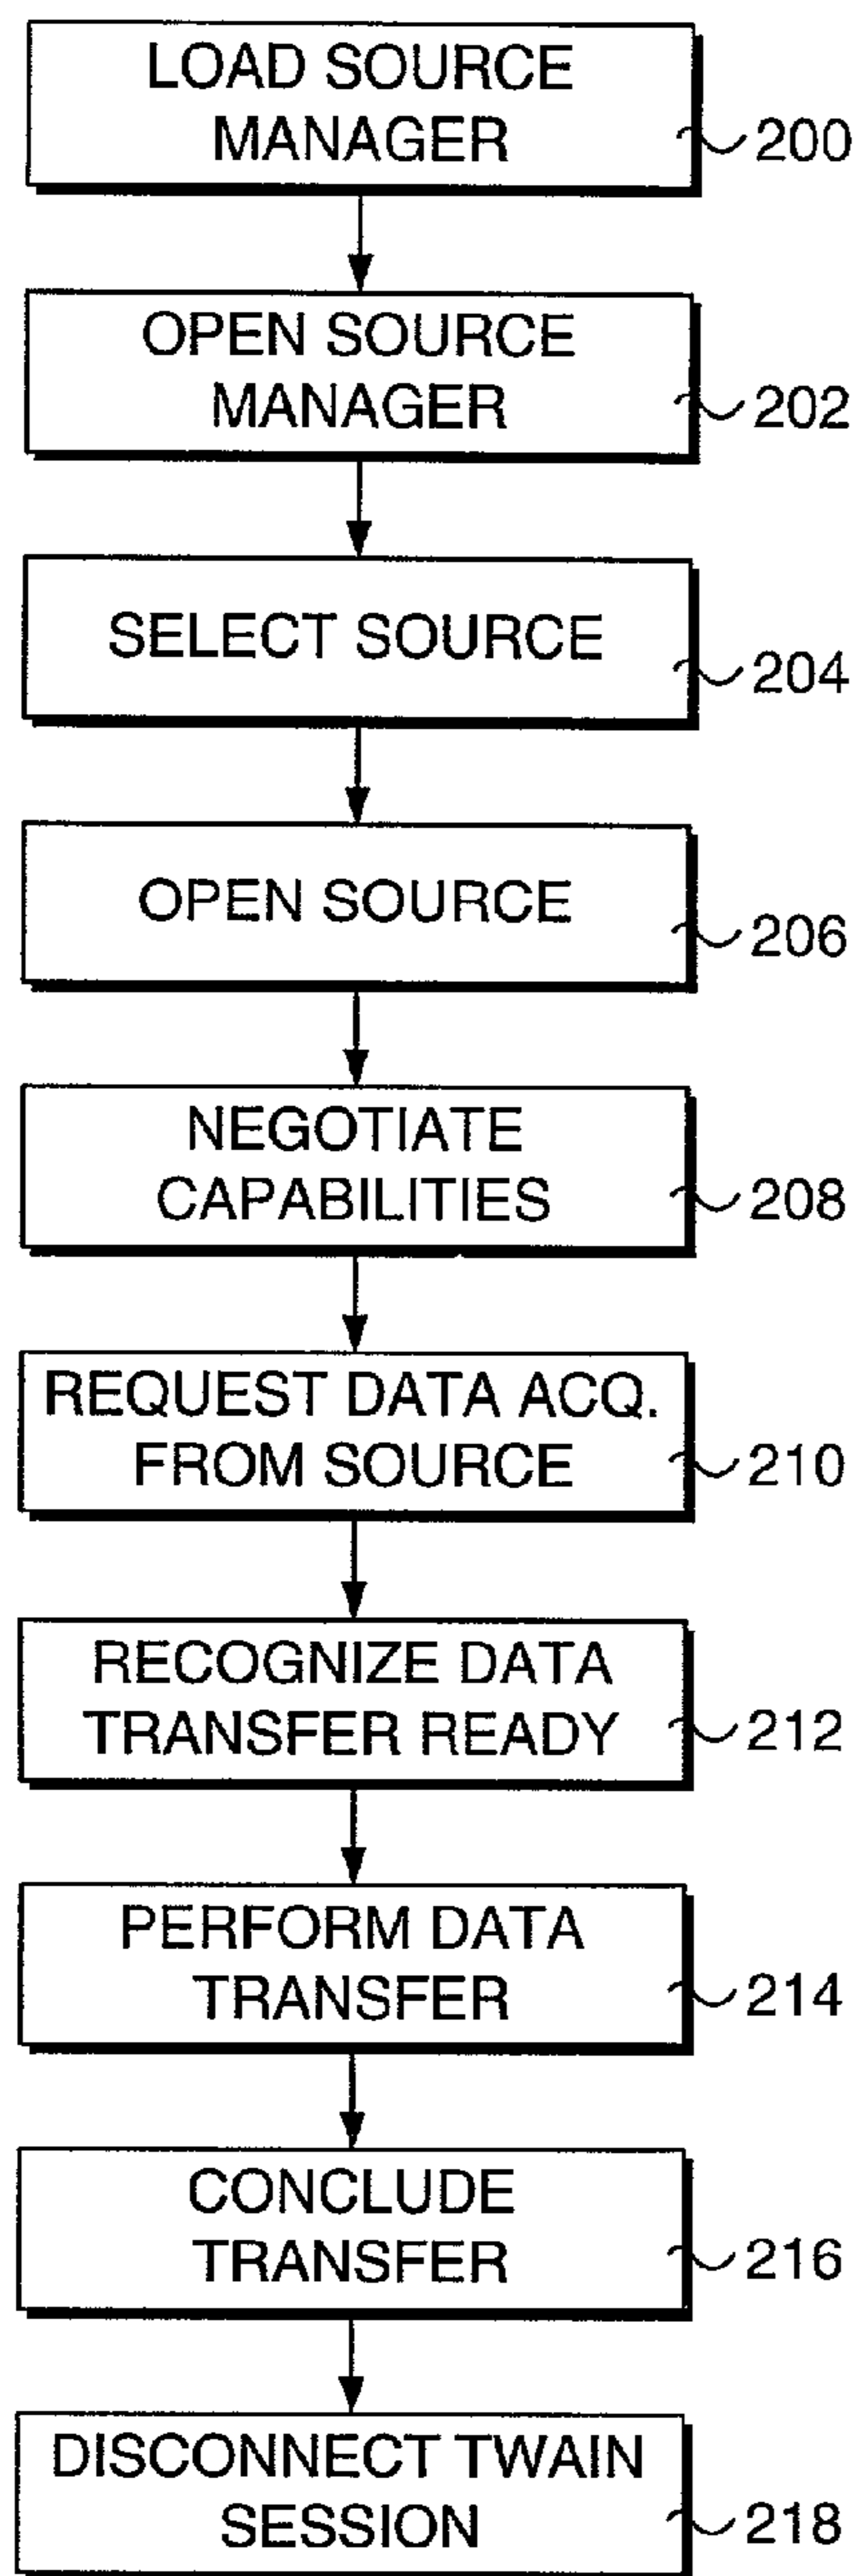 LOAD SOURCE
MANAGER
200
OPEN SOURCE
MANAGER
202
SELECT SOURCE
204
OPEN SOURCE
206
NEGOTIATE
CAPABILITIES
208
REQUEST DATA ACQ.
FROM SOURCE
210
RECOGNIZE DATA
TRANSFER READY
212
PERFORM DATA
TRANSFER
214
CONCLUDE
TRANSFER
216
DISCONNECT TWAIN
SESSION
218